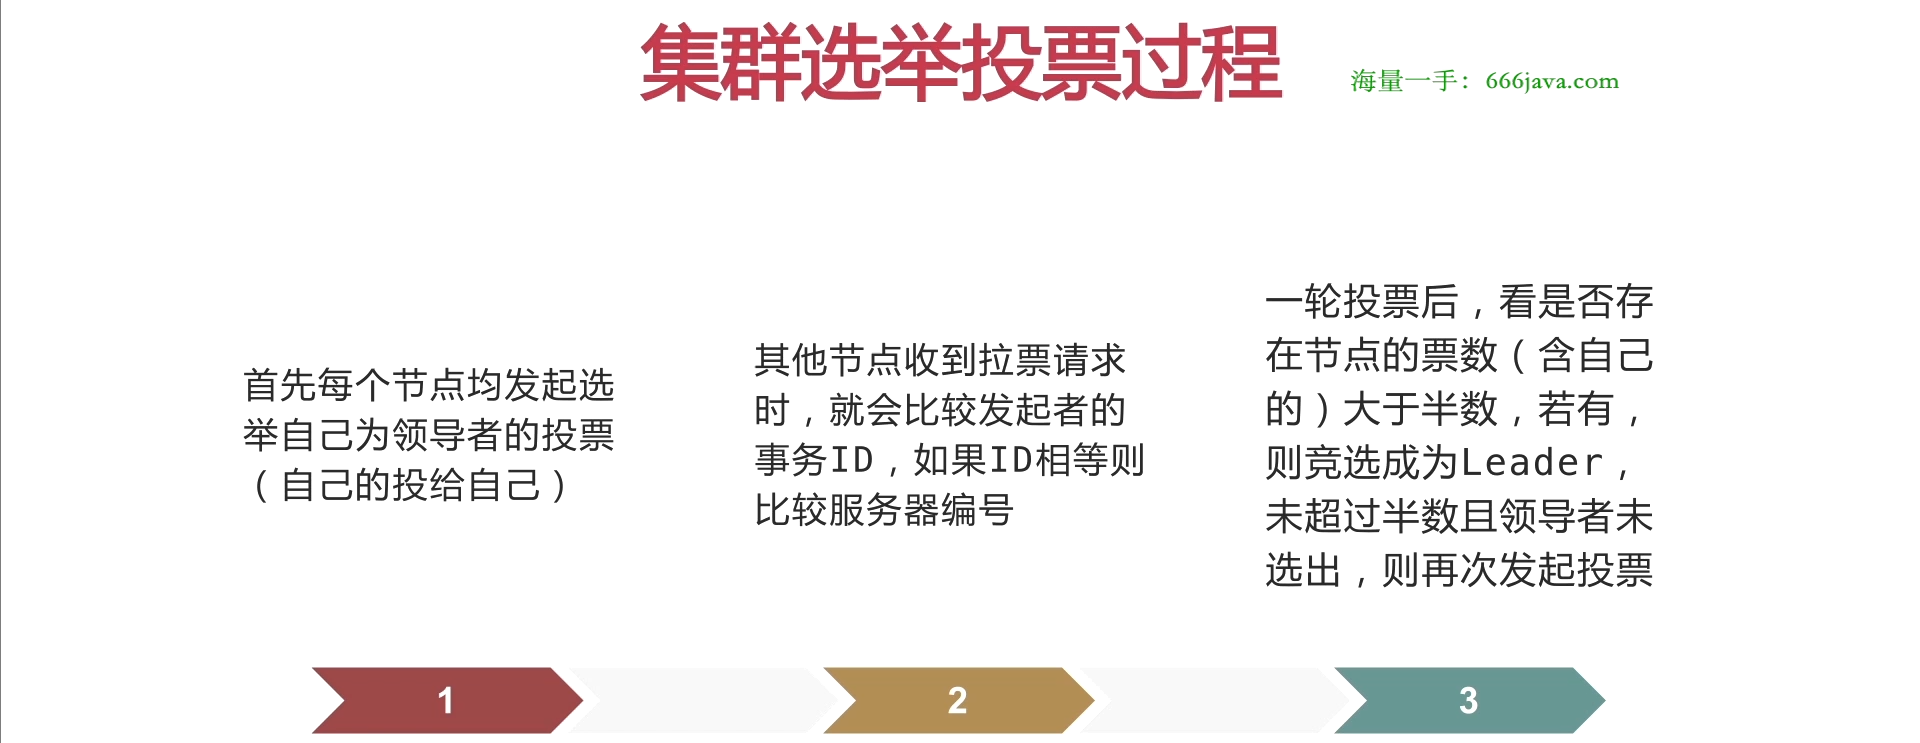 集群选举投票过程
海量一手：666java.com
首先每个节点均发起选
举自己为领导者的投票
（自己的投给自己）
其他节点收到拉票请求
时，就会比较发起者的
事务ID，如果ID相等则
比较服务器编号
一轮投票后，看是否存
在节点的票数（含自己
的）大于半数，若有，
则竞选成为Leader，
未超过半数且领导者未
选出，则再次发起投票
1
2
3